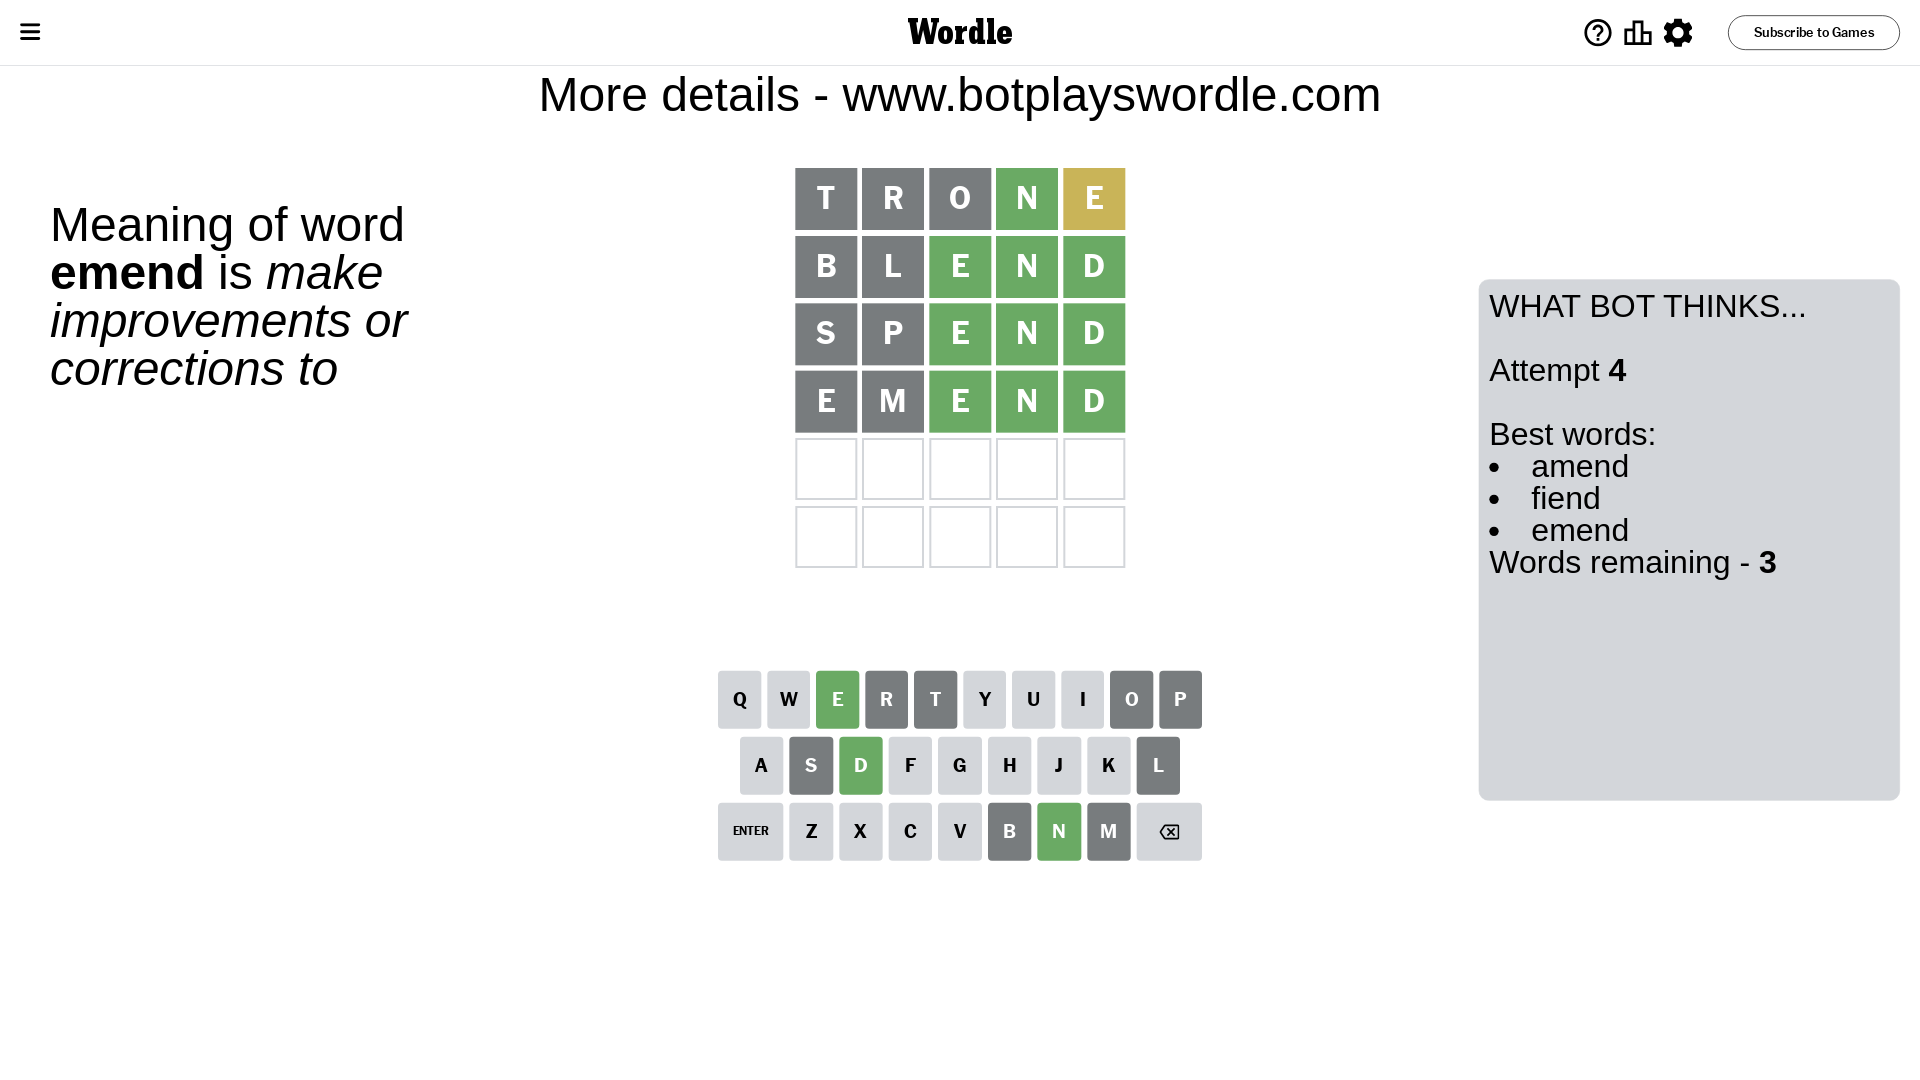 Wordle
Subscribe to Games
More details - www.botplayswordle.com
Meaning of word
emend is make
improvements or
corrections to
T R O N E
B L E N D
S P E N D
E M E N D
WHAT BOT THINKS...
Attempt 4
Best words:
• amend
• fiend
• emend
Words remaining - 3
Q W E R T Y U I O P
A S D F G H J K L
ENTER Z X C V B N M